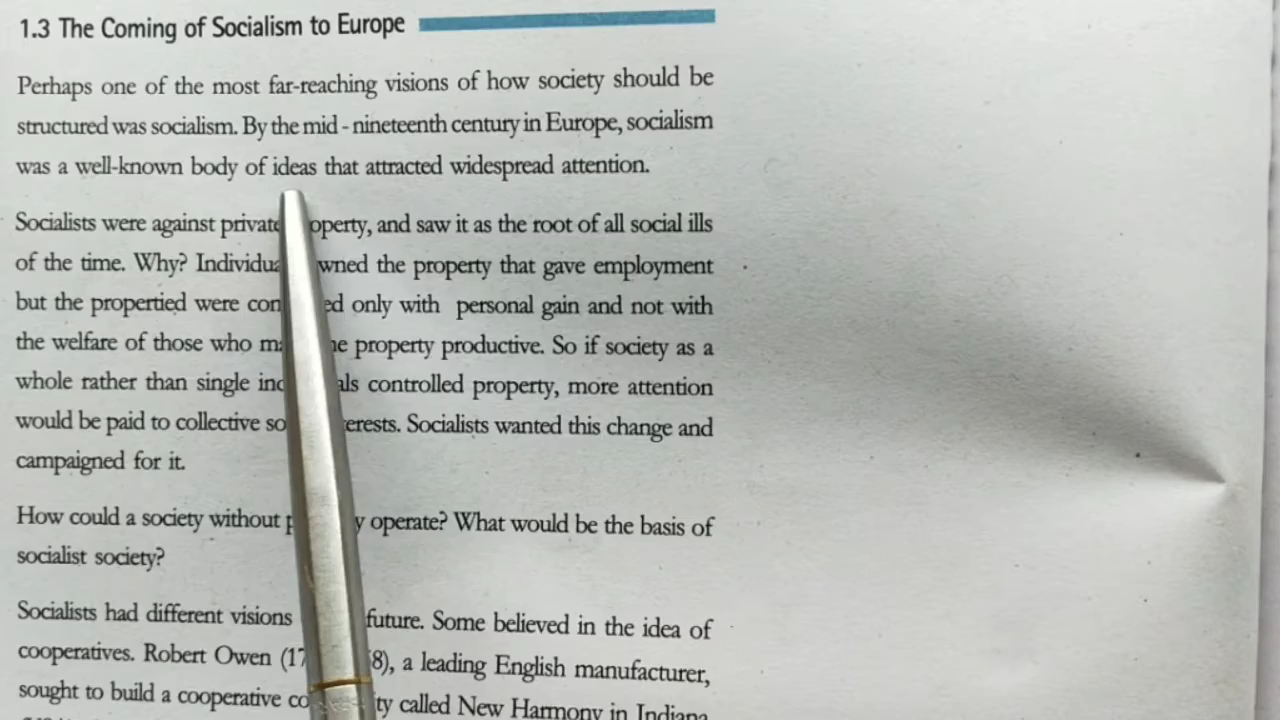 1.3 The Coming of Socialism to Europe
Perhaps one of the most far-reaching visions of how society should be
structured was socialism. By the mid - nineteenth century in Europe, socialism
was a well-known body of ideas that attracted widespread attention.
Socialists were against private operty, and saw it as the root of all social ills
of the time. Why? Individua wned the property that gave employment
but the propertied were con ed only with personal gain and not with
the welfare of those who ma e property productive. So if society as a
whole rather than single ind als controlled property, more attention
would be paid to collective so erests. Socialists wanted this change and
campaigned for it.
How could a society without p y operate? What would be the basis of
socialist society?
Socialists had different visions future. Some believed in the idea of
cooperatives. Robert Owen (17 8), a leading English manufacturer,
sought to build a cooperative co ty called New Harmony in Indiana